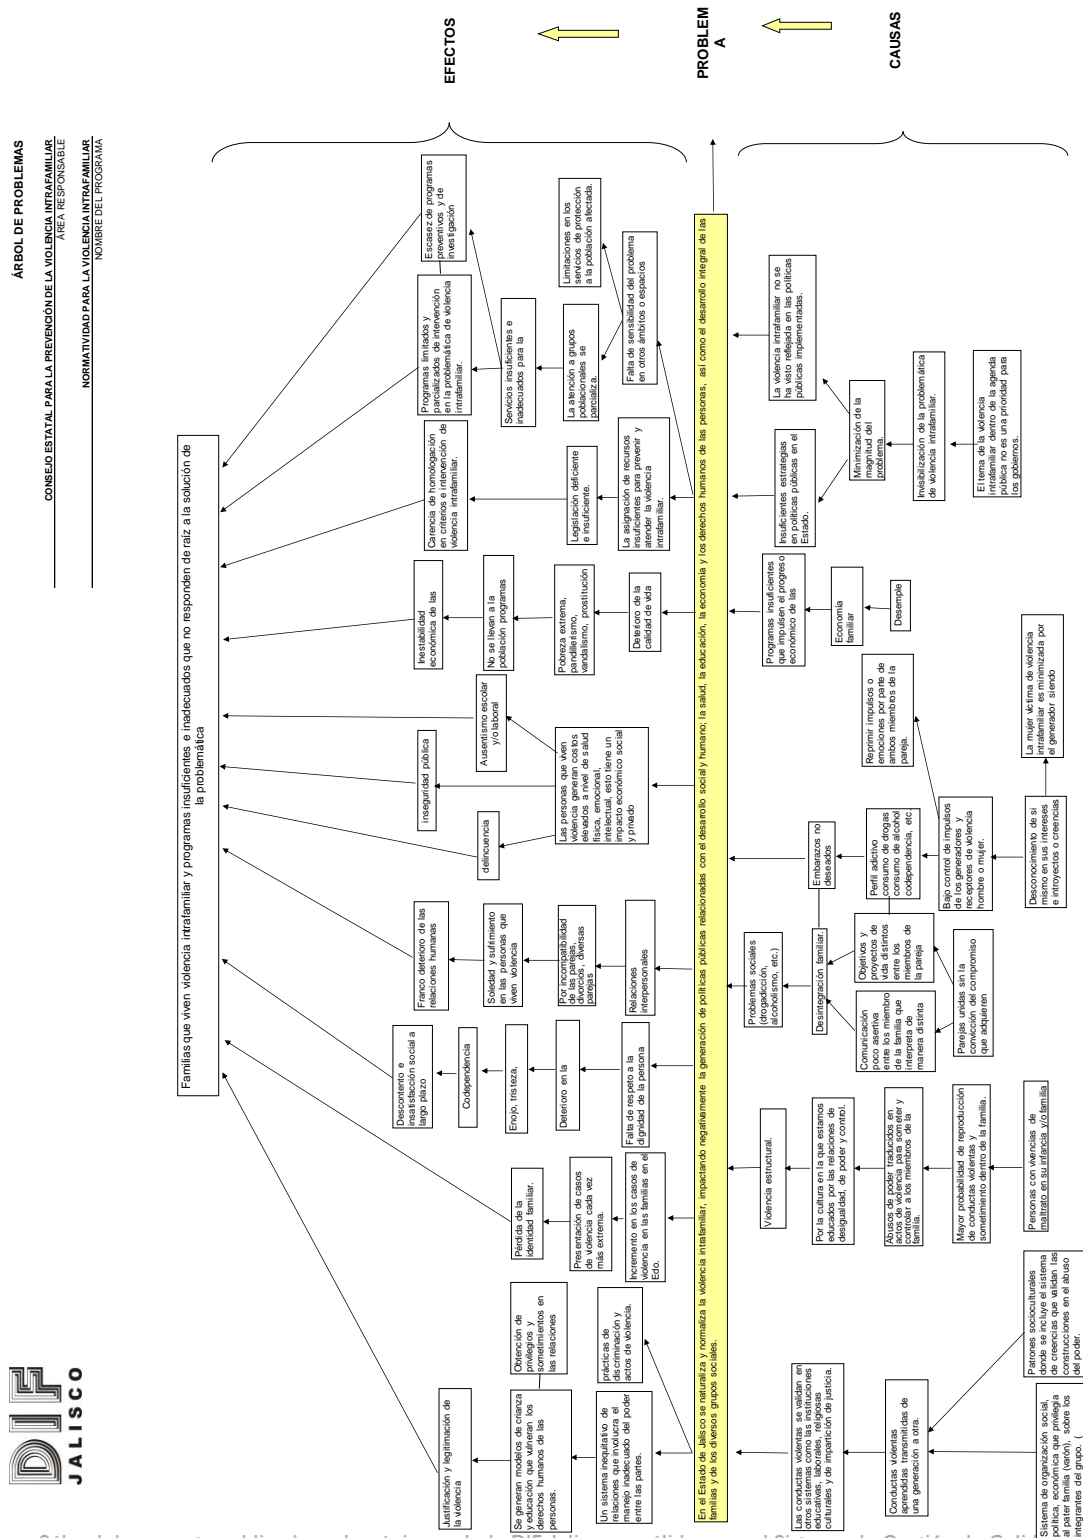 DIF
JALISCO
ÁRBOL DE PROBLEMAS
CONSEJO ESTATAL PARA LA PREVENCIÓN DE LA VIOLENCIA INTRAFAMILIAR
ÁREA RESPONSABLE
NORMATIVIDAD PARA LA VIOLENCIA INTRAFAMILIAR
NOMBRE DEL PROGRAMA
Familias que viven violencia intrafamiliar y programas insuficientes e inadecuados que no responden de raíz a la solución de
la problemática
EFECTOS
Justificación y legitimación de
la violencia
Se generan modelos de crianza
y educación que vulneran los
derechos humanos de las
personas.
Obtención de
privilegios y
sometimientos en
las relaciones
Un sistema inequitativo de
relaciones que involucra el
manejo inadecuado del poder
entre las partes.
prácticas de
discriminación y
actos de violencia.
Pérdida de la
identidad familiar.
Presentación de casos
de violencia cada vez
más extrema.
Incremento en los casos de
violencia en las familias en el
Edo.
Descontento e
insatisfacción social a
largo plazo
Codependencia
Enojo, tristeza,
Deterioro en la
Falta de respeto a la
dignidad de la persona
Franco deterioro de las
relaciones humanas
Soledad y sufrimiento
en las personas que
viven violencia
Por incompatibilidad
de las parejas,
divorcios, diversas
parejas
Relaciones
interpersonales
delincuencia
inseguridad pública
Ausentismo escolar
y/o laboral
Las personas que viven
violencia generan costos
elevados a nivel de salud
física, emocional,
intelectual, esto tiene un
impacto económico social
y privado
Inestabilidad
económica de las
No se llevan a la
población programas
Pobreza extrema,
pandillerismo,
vandalismo, prostitución
Deterioro de la
calidad de vida
Carencia de homologación
en criterios e intervención de
violencia intrafamiliar.
Legislación deficiente
e insuficiente.
La asignación de recursos
insuficientes para prevenir y
atender la violencia
intrafamiliar.
Programas limitados y
parcializados de intervención
en la problemática de violencia
intrafamiliar.
Escasez de programas
preventivos y de
investigación
Servicios insuficientes e
inadecuados para la
La atención a grupos
poblacionales se
parcializa.
Limitaciones en los
servicios de protección
a la población afectada.
Falta de sensibilidad del problema
en otros ámbitos o espacios
PROBLEM
A
En el Estado de Jalisco se naturaliza y normaliza la violencia intrafamiliar, impactando negativamente la generación de políticas públicas relacionadas con el desarrollo social y humano; la salud, la educación, la economía y los derechos humanos de las personas, así como el desarrollo integral de las
familias y de los diversos grupos sociales.
CAUSAS
Las conductas violentas se validan en
otros sistemas como las instituciones
educativas, laborales, religiosas
culturales y de impartición de justicia.
Conductas violentas
aprendidas transmitidas de
una generación a otra.
Sistema de organización social,
política, económica que privilegia
al pater familia (varón), sobre los
integrantes del grupo. (
Patrones socioculturales
donde se incluye el sistema
de creencias que validan las
construcciones en el abuso
del poder.
Violencia estructural.
Por la cultura en la que estamos
educados por las relaciones de
desigualdad, de poder y control.
Abusos de poder traducidos en
actos de violencia para someter y
controlar a los miembros de la
familia.
Mayor probabilidad de reproducción
de conductas violentas y
sometimiento dentro de la familia.
Personas con vivencias de
maltrato en su infancia y/o familia
Problemas sociales
(drogadicción,
alcoholismo, etc.)
Desintegración familiar.
Comunicación
poco asertiva
entre los miembro
de la familia que
interpreta de
manera distinta
Objetivos y
proyectos de
vida distintos
entre los
miembros de
la pareja
Parejas unidas sin la
convicción del compromiso
que adquieren
Embarazos no
deseados
Perfil adictivo
consumo de drogas
consumo de alcohol
codependencia, etc
Reprimir impulsos o
emociones por parte de
ambos miembros de la
pareja.
Bajo control de impulsos
de los generadores y
receptores de violencia
hombre o mujer.
Desconocimiento de si
mismo en sus intereses
e introyectos o creencias
La mujer víctima de violencia
intrafamiliar es minimizada por
el generador siendo
Programas insuficientes
que impulsen el progreso
económico de las
Economía
familiar
Desemple
Insuficientes estrategias
en políticas públicas en el
Estado.
La violencia intrafamiliar no se
ha visto reflejada en las políticas
públicas implementadas.
Minimización de la
magnitud del
problema.
Invisibilización de la problemática
de violencia intrafamiliar.
El tema de la violencia
intrafamiliar dentro de la agenda
pública no es una prioridad para
los gobiernos.